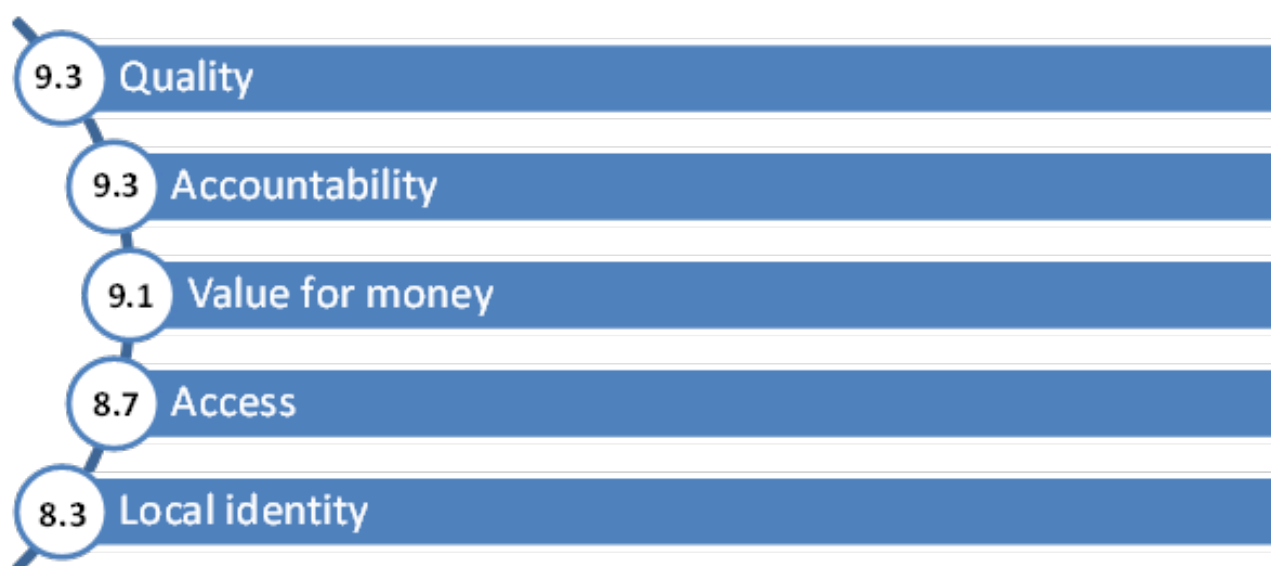 9.3 Quality
9.3 Accountability
9.1 Value for money
8.7 Access
8.3 Local identity